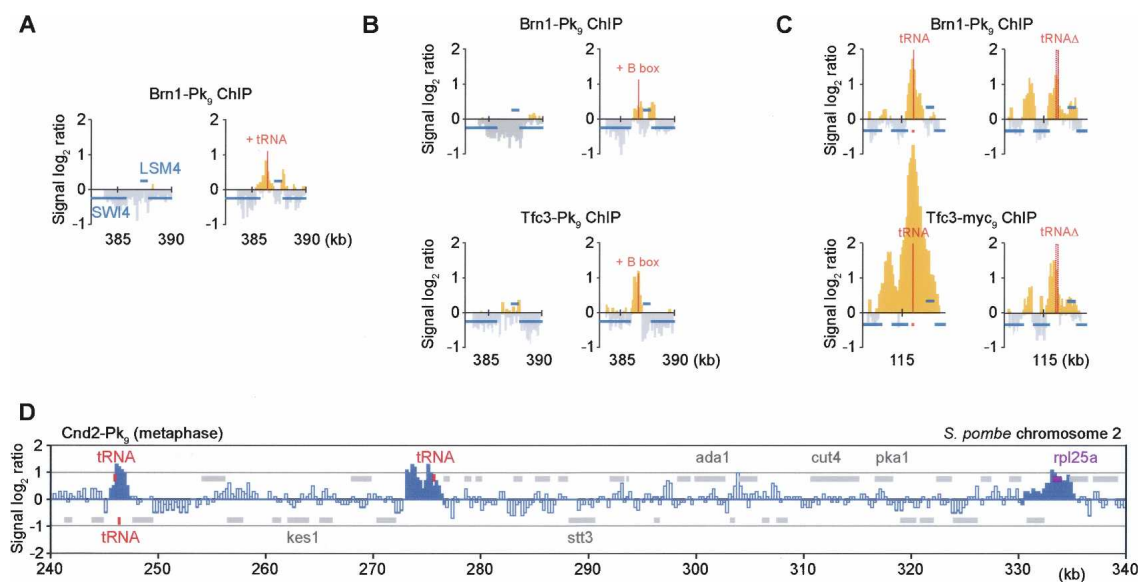 A
Brn1-Pk9 ChIP
Signal log2 ratio
2
1
0
-1
2
1
0
-1
+ tRNA
LSM4
SWI4
385
390
385
390 (kb)
B
Brn1-Pk9 ChIP
Signal log2 ratio
2
1
0
-1
2
1
0
-1
+ B box
Tfc3-Pk9 ChIP
Signal log2 ratio
2
1
0
-1
2
1
0
-1
+ B box
385
390
385
390 (kb)
C
Brn1-Pk9 ChIP
tRNA
tRNAΔ
Signal log2 ratio
2
1
0
-1
2
1
0
-1
Tfc3-myc9 ChIP
tRNA
tRNAΔ
Signal log2 ratio
2
1
0
-1
2
1
0
-1
115
115 (kb)
D
Cnd2-Pk9 (metaphase)
S. pombe chromosome 2
Signal log2 ratio
2
1
0
-1
-2
tRNA
tRNA
ada1
cut4
pka1
rpl25a
tRNA
kes1
stt3
240
250
260
270
280
290
300
310
320
330
340
(kb)